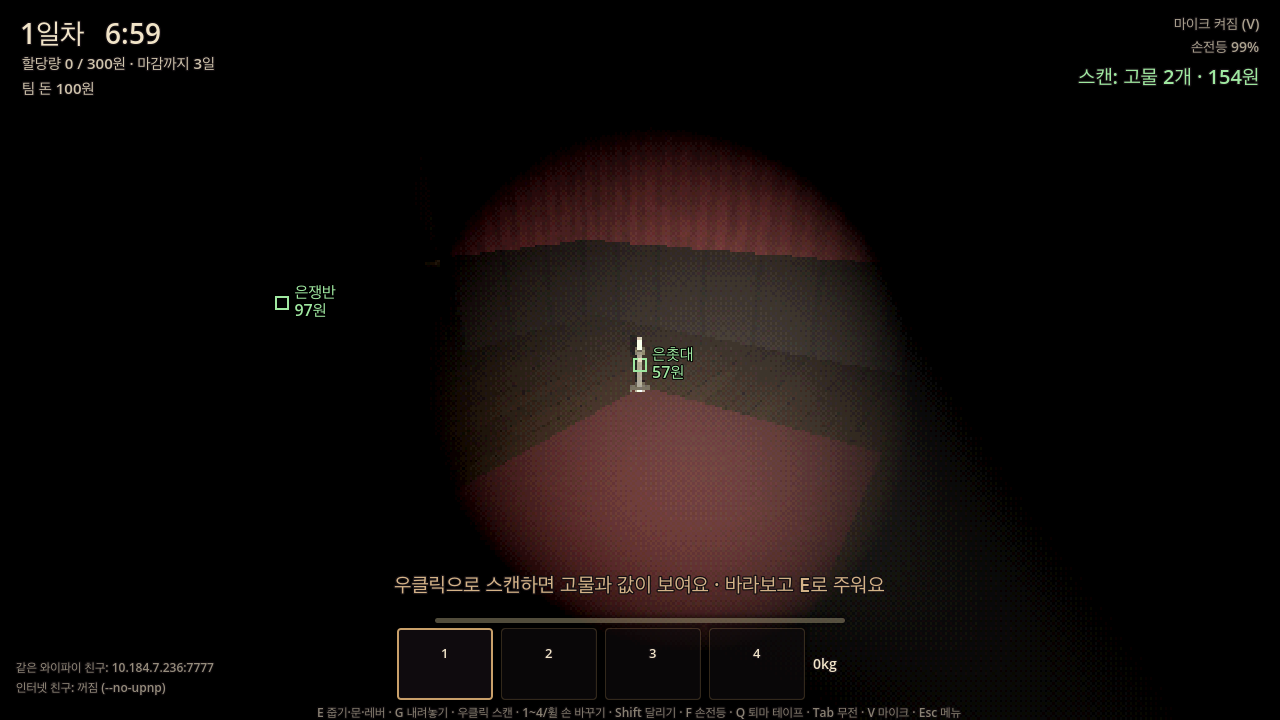 1일차 6:59
할당량 0 / 300원 · 마감까지 3일
팀 돈 100원
마이크 켜짐 (V)
손전등 99%
스캔: 고물 2개 · 154원
은쟁반
97원
은촛대
57원
우클릭으로 스캔하면 고물과 값이 보여요 · 바라보고 E로 주워요
1
2
3
4
0kg
같은 와이파이 친구: 10.184.7.236:7777
인터넷 친구: 꺼짐 (--no-upnp)
E 줍기·문·레버 · G 내려놓기 · 우클릭 스캔 · 1~4/휠 손 바꾸기 · Shift 달리기 · F 손전등 · Q 퇴마 테이프 · Tab 무전 · V 마이크 · Esc 메뉴